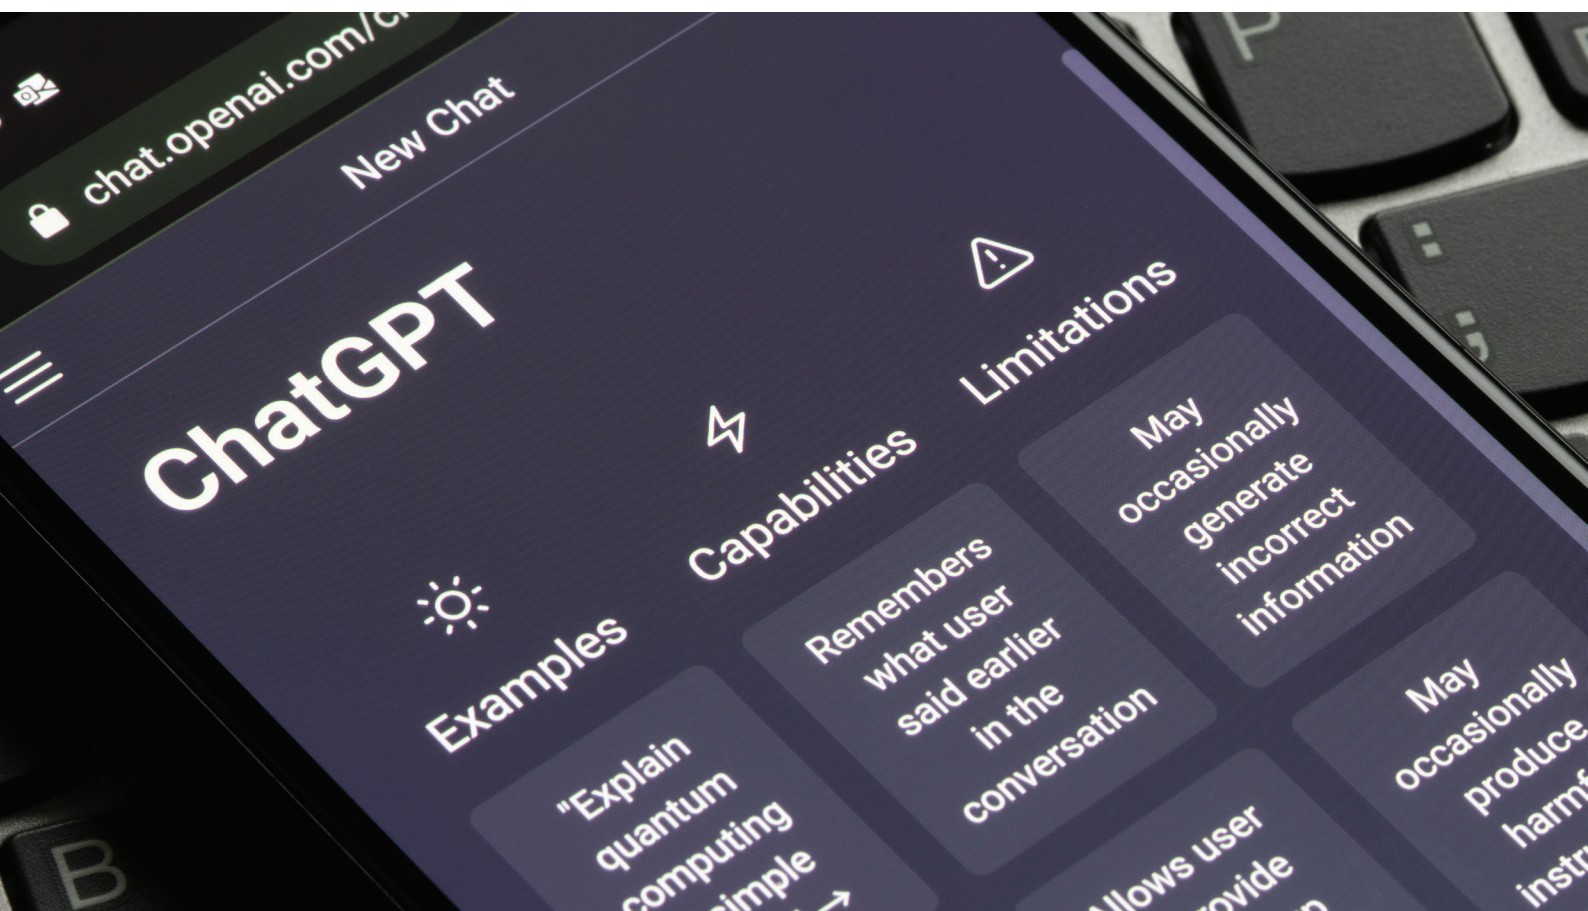 chat.openai.com/c
New Chat
ChatGPT
Examples
"Explain
quantum
computing
simple
Capabilities
Remembers
what user
said earlier
in the
conversation
user
Limitations
May
occasionally
generate
incorrect
information
May
occasionally
produce
P
B